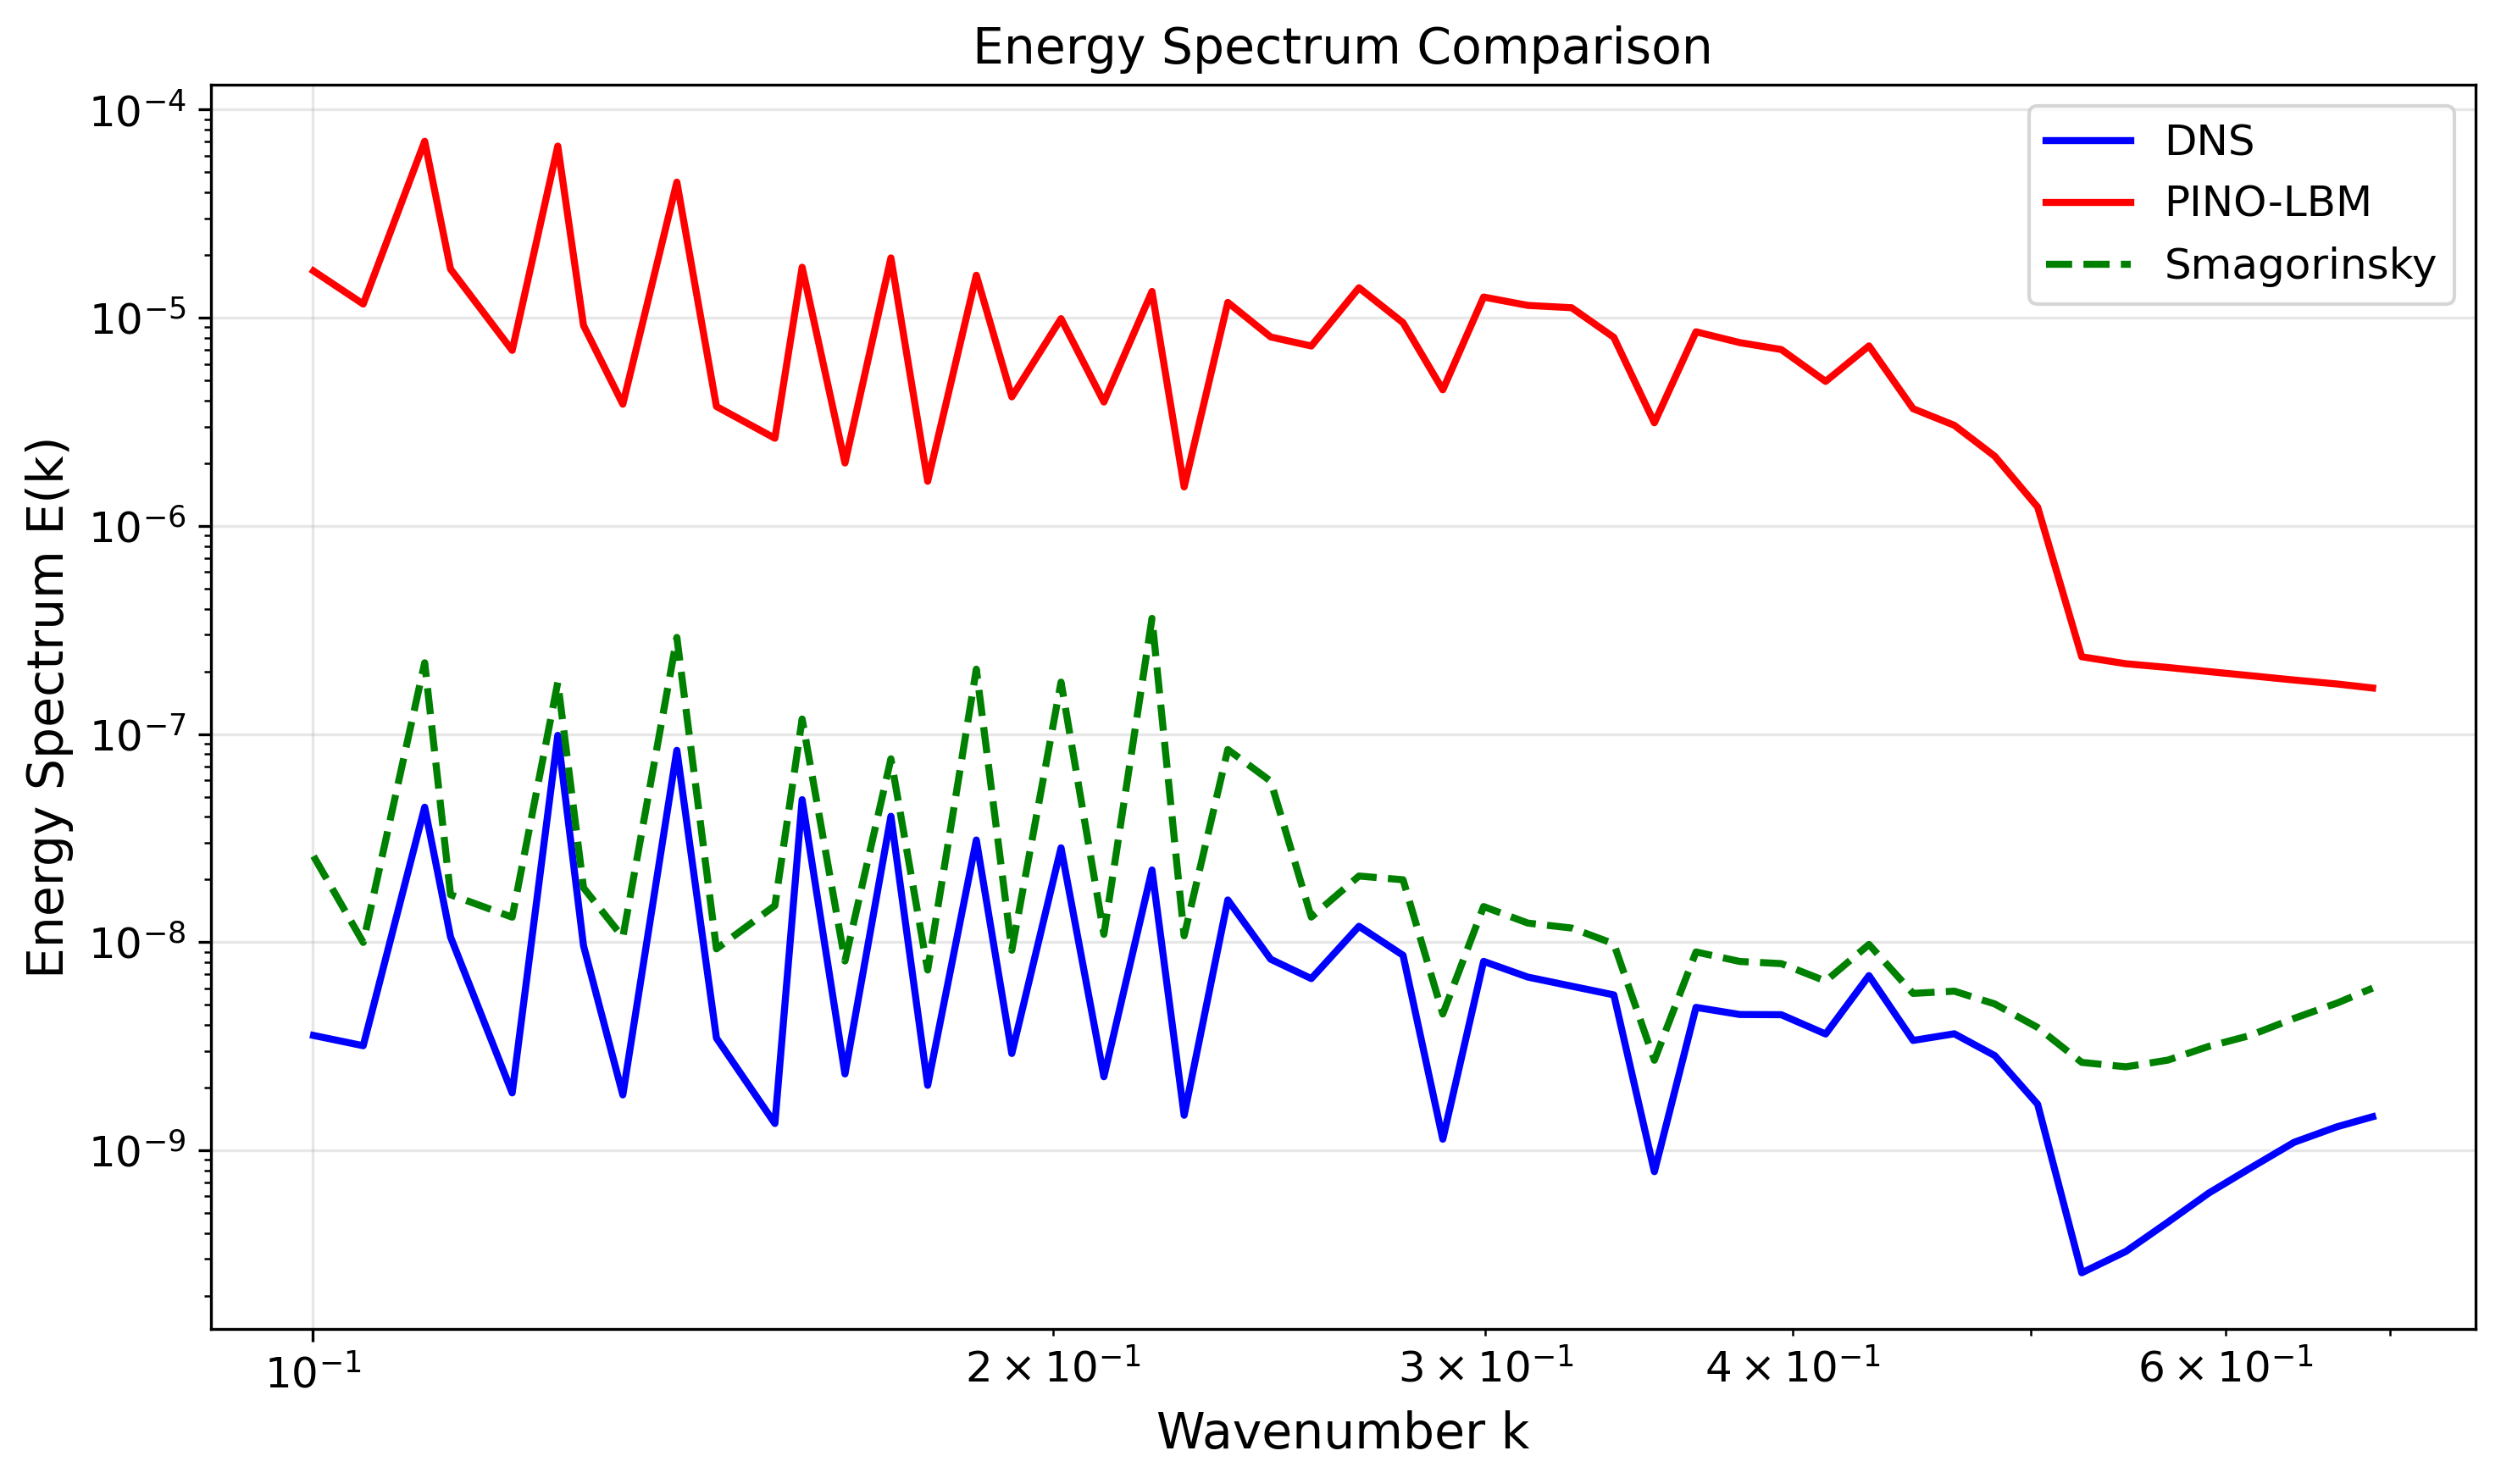 Energy Spectrum Comparison
Energy Spectrum E(k)
10⁻⁴
10⁻⁵
10⁻⁶
10⁻⁷
10⁻⁸
10⁻⁹
DNS
PINO-LBM
Smagorinsky
10⁻¹
2 × 10⁻¹
3 × 10⁻¹
4 × 10⁻¹
6 × 10⁻¹
Wavenumber k